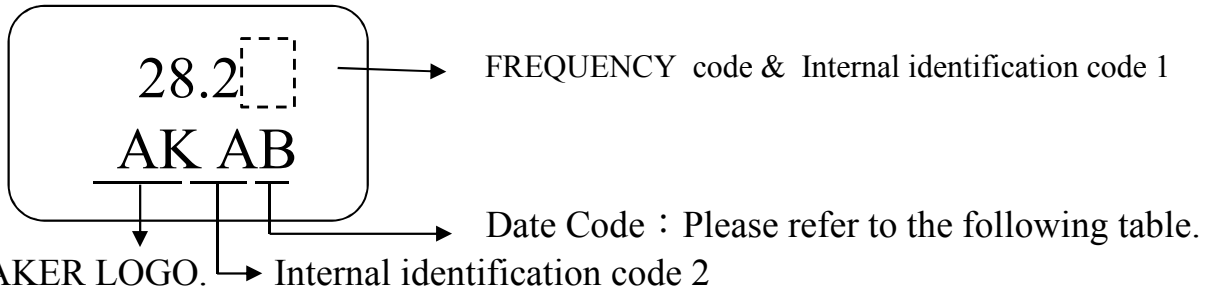 28.2
FREQUENCY code & Internal identification code 1
AK AB
Date Code：Please refer to the following table.
AKER LOGO.
Internal identification code 2